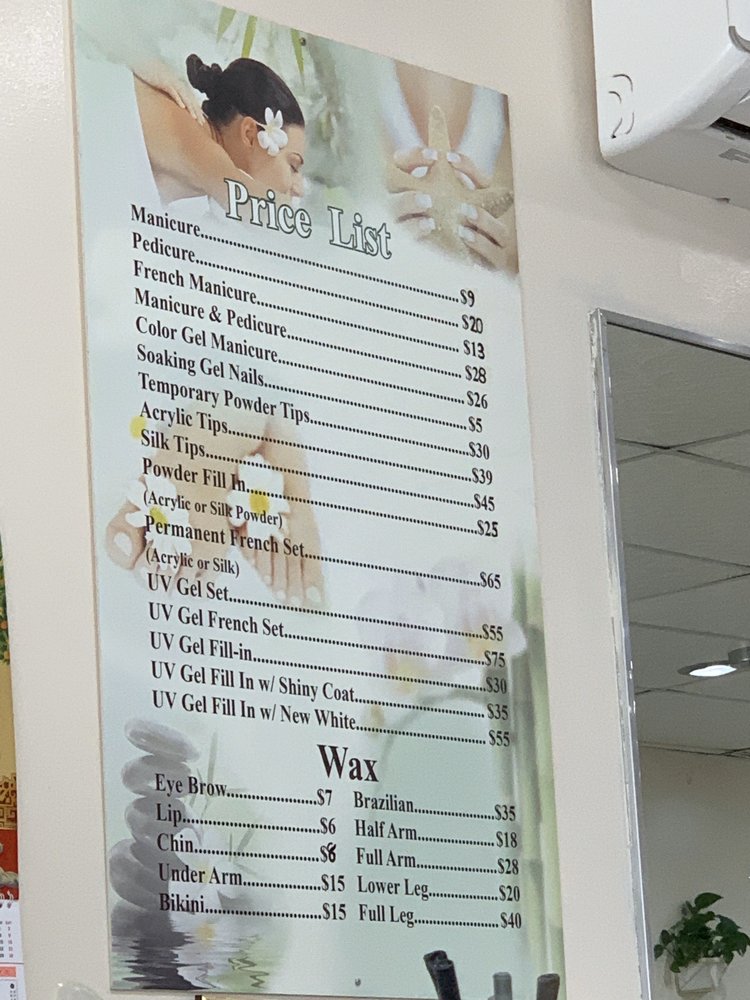 Price List
Manicure..........$9
Pedicure..........$20
French Manicure..........$13
Manicure & Pedicure..........$28
Color Gel Manicure..........$26
Soaking Gel Nails..........$5
Temporary Powder Tips..........$30
Acrylic Tips..........$39
Silk Tips..........$45
Powder Fill In..........$25
(Acrylic or Silk Powder)
Permanent French Set..........$65
(Acrylic or Silk)
UV Gel Set..........$55
UV Gel French Set..........$75
UV Gel Fill-in..........$30
UV Gel Fill In w/ Shiny Coat..........$35
UV Gel Fill In w/ New White..........$55
Wax
Eye Brow..........$7 Brazilian..........$35
Lip..........$6 Half Arm..........$18
Chin..........$8 Full Arm..........$28
Under Arm..........$15 Lower Leg..........$20
Bikini..........$15 Full Leg..........$40